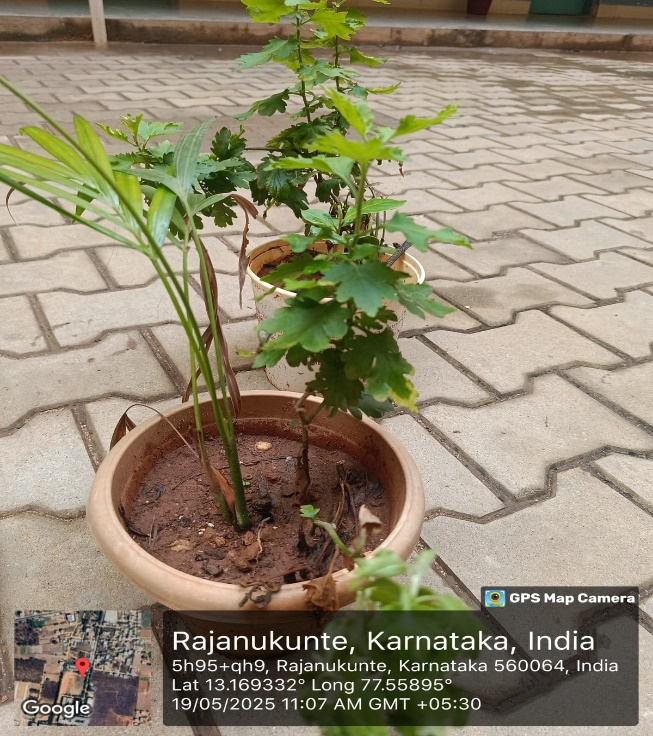 GPS Map Camera
Rajanukunte, Karnataka, India
5h95+qh9, Rajanukunte, Karnataka 560064, India
Lat 13.169332° Long 77.55895°
19/05/2025 11:07 AM GMT +05:30
Google